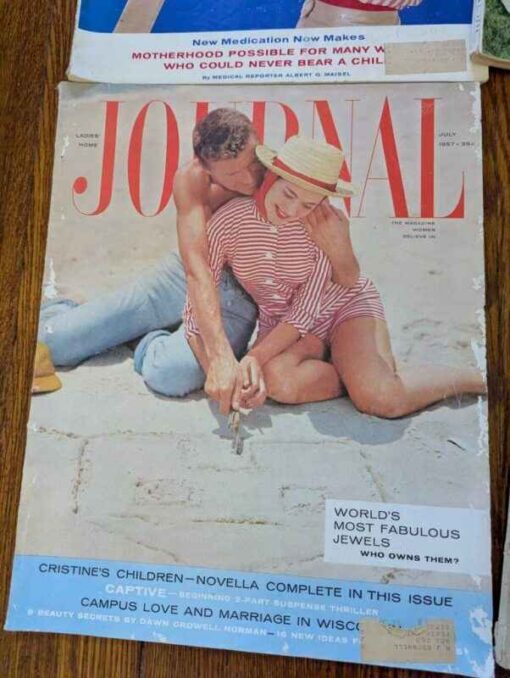 New Medication Now Makes
MOTHERHOOD POSSIBLE FOR MANY W
WHO COULD NEVER BEAR A CHIL
By MEDICAL REPORTER ALBERT Q. MAISEL
LADIES'
HOME
JOURNAL
JULY
1957 • 35c
THE MAGAZINE
WOMEN
BELIEVE IN
WORLD'S
MOST FABULOUS
JEWELS
WHO OWNS THEM?
CRISTINE'S CHILDREN—NOVELLA COMPLETE IN THIS ISSUE
CAPTIVE—BEGINNING 2-PART SUSPENSE THRILLER
CAMPUS LOVE AND MARRIAGE IN WISC
BEAUTY SECRETS BY DAWN CROWELL NORMAN—16 NEW IDEAS